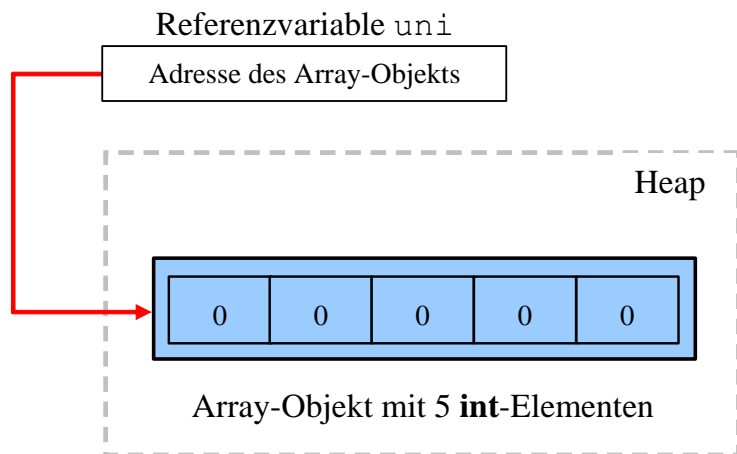 Referenzvariable uni
Adresse des Array-Objekts
Heap
0 0 0 0 0
Array-Objekt mit 5 int-Elementen